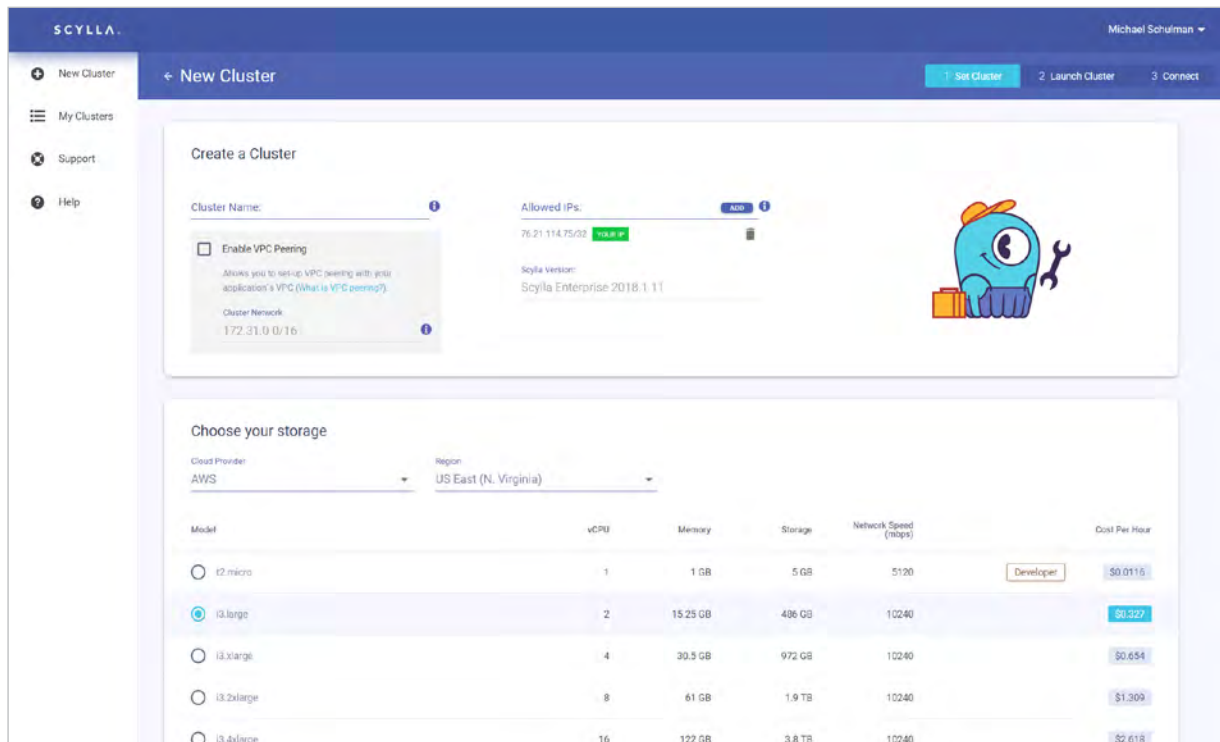 SCYLLA.
Michael Schulman
New Cluster
My Clusters
Support
Help
← New Cluster
1 Set Cluster
2 Launch Cluster
3 Connect
Create a Cluster
Cluster Name:
Enable VPC Peering
Allows you to set-up VPC peering with your
application's VPC (What is VPC peering?).
Cluster Network
172.31.0.0/16
Allowed IPs:
ADD
76.21.114.75/32 YOUR IP
Scylla Version:
Scylla Enterprise 2018.1.11
Choose your storage
Cloud Provider
AWS
Region
US East (N. Virginia)
Model vCPU Memory Storage Network Speed (mbps) Cost Per Hour
t2.micro 1 1 GB 5 GB 5120 Developer $0.0116
i3.large 2 15.25 GB 486 GB 10240 $0.327
i3.xlarge 4 30.5 GB 972 GB 10240 $0.654
i3.2xlarge 8 61 GB 1.9 TB 10240 $1.309
i3.4xlarge 16 122 GB 3.8 TB 10240 $2.618